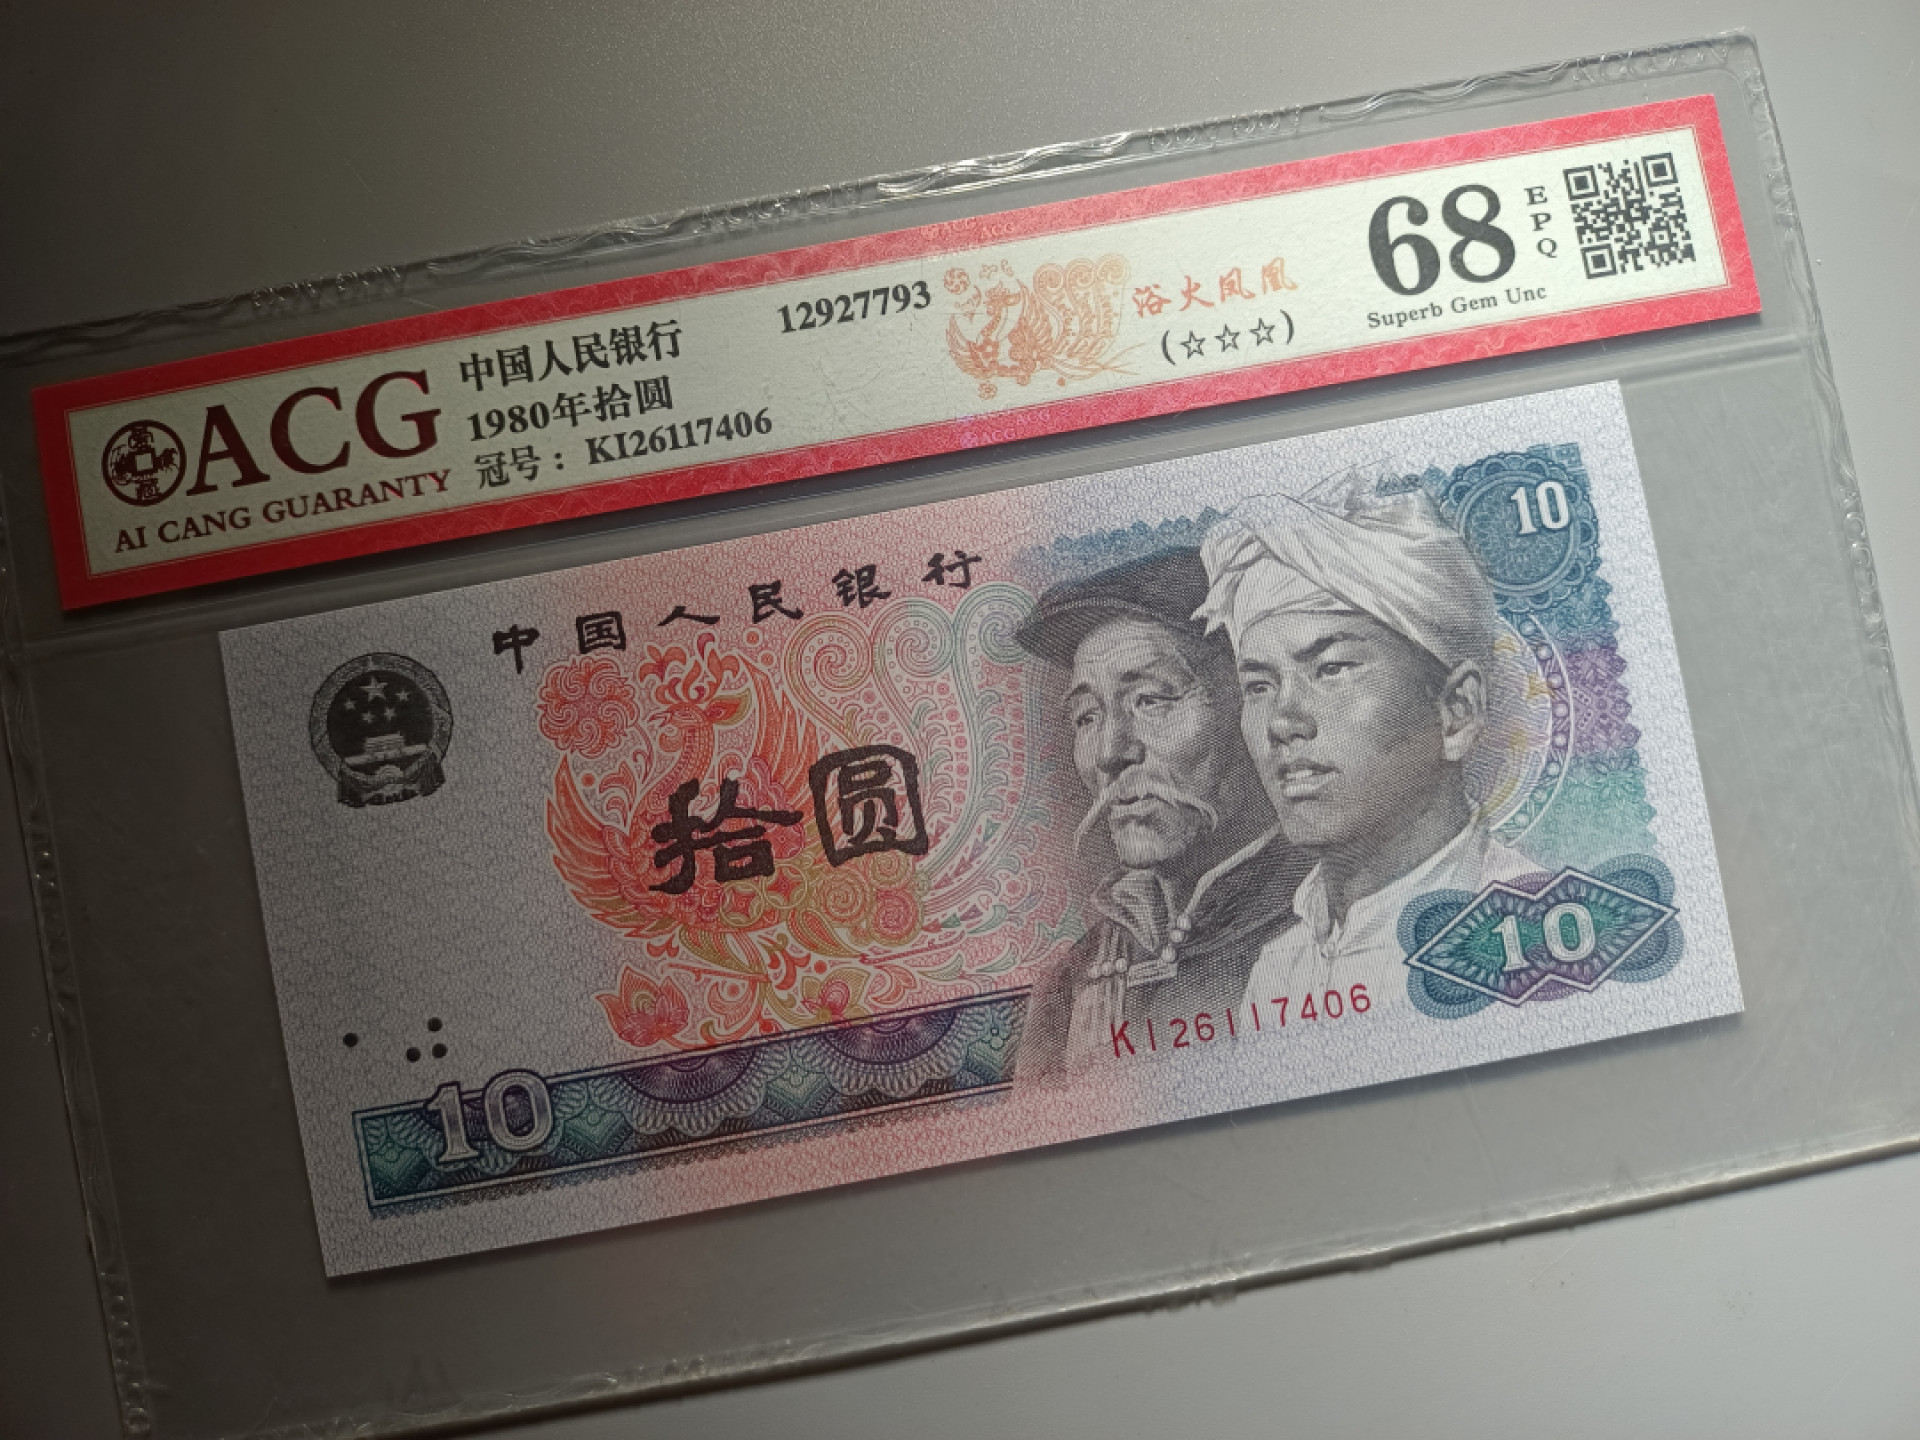 ACG
AI CANG GUARANTY
中国人民银行
1980年拾圆
冠号：KI26117406
12927793
浴火凤凰
(☆☆☆)
68
EPQ
Superb Gem Unc
中国人民银行
10
拾圆
10
KI26117406
10